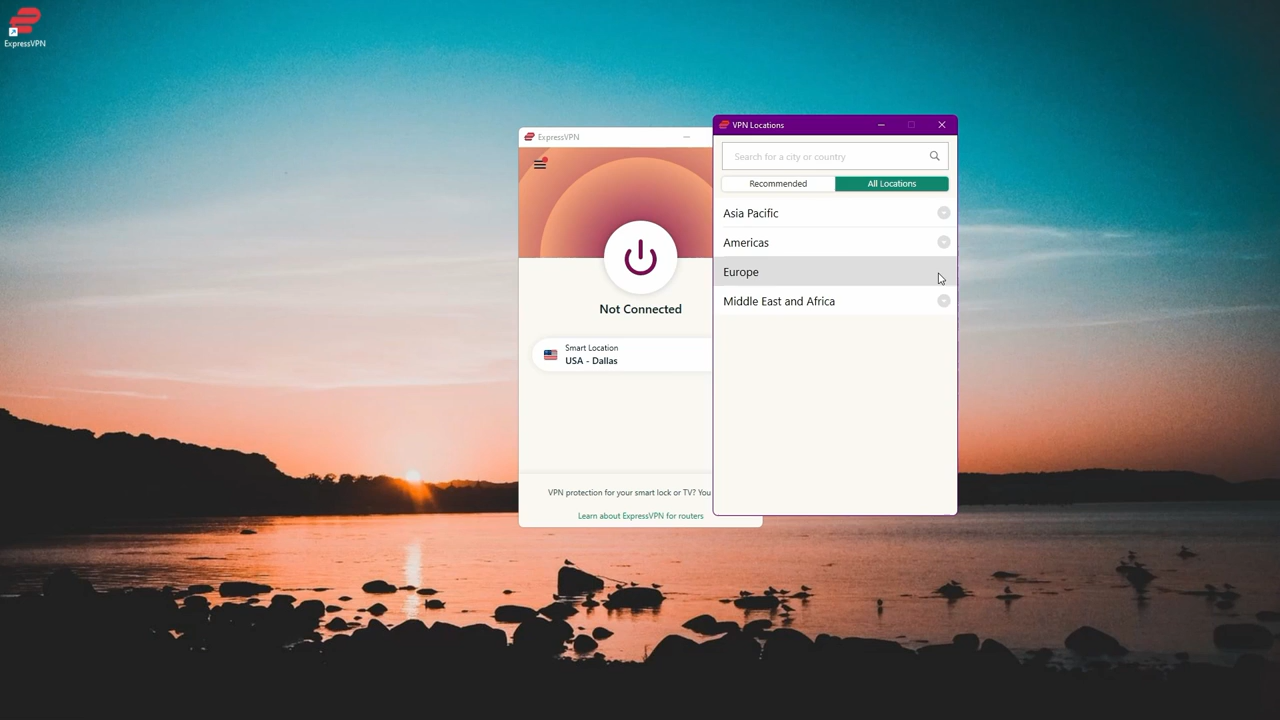 ExpressVPN
ExpressVPN
Not Connected
Smart Location
USA - Dallas
VPN protection for your smart lock or TV? You
Learn about ExpressVPN for routers
VPN Locations
Search for a city or country
Recommended
All Locations
Asia Pacific
Americas
Europe
Middle East and Africa